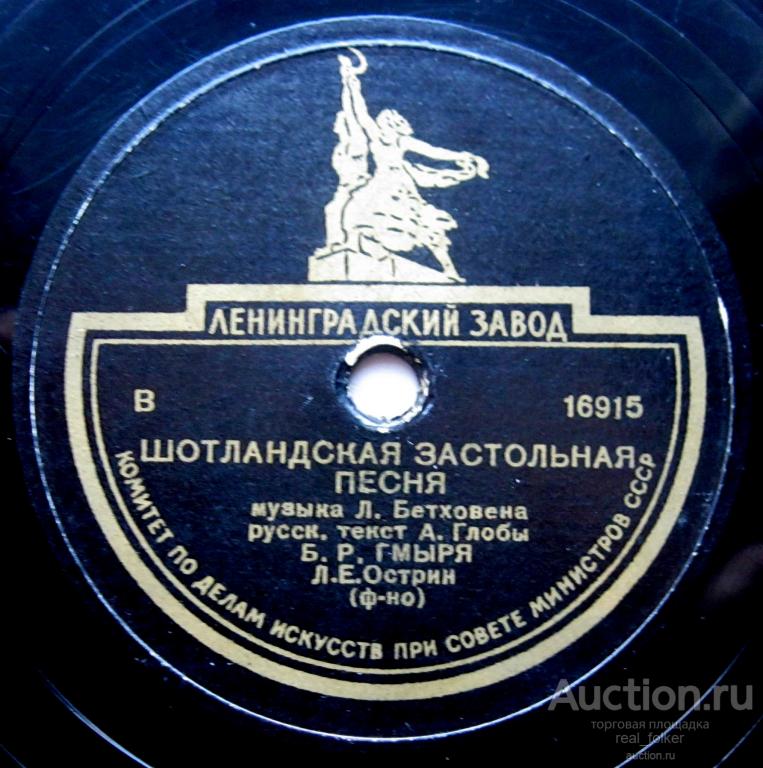 ЛЕНИНГРАДСКИЙ ЗАВОД
В 16915
ШОТЛАНДСКАЯ ЗАСТОЛЬНАЯ
ПЕСНЯ
музыка Л. Бетховена
русск. текст А. Глобы
Б. Р. ГМЫРЯ
Л.Е.Острин
(ф-но)
КОМИТЕТ ПО ДЕЛАМ ИСКУССТВ ПРИ СОВЕТЕ МИНИСТРОВ СССР
Auction.ru
торговая площадка
real_folker
auction.ru